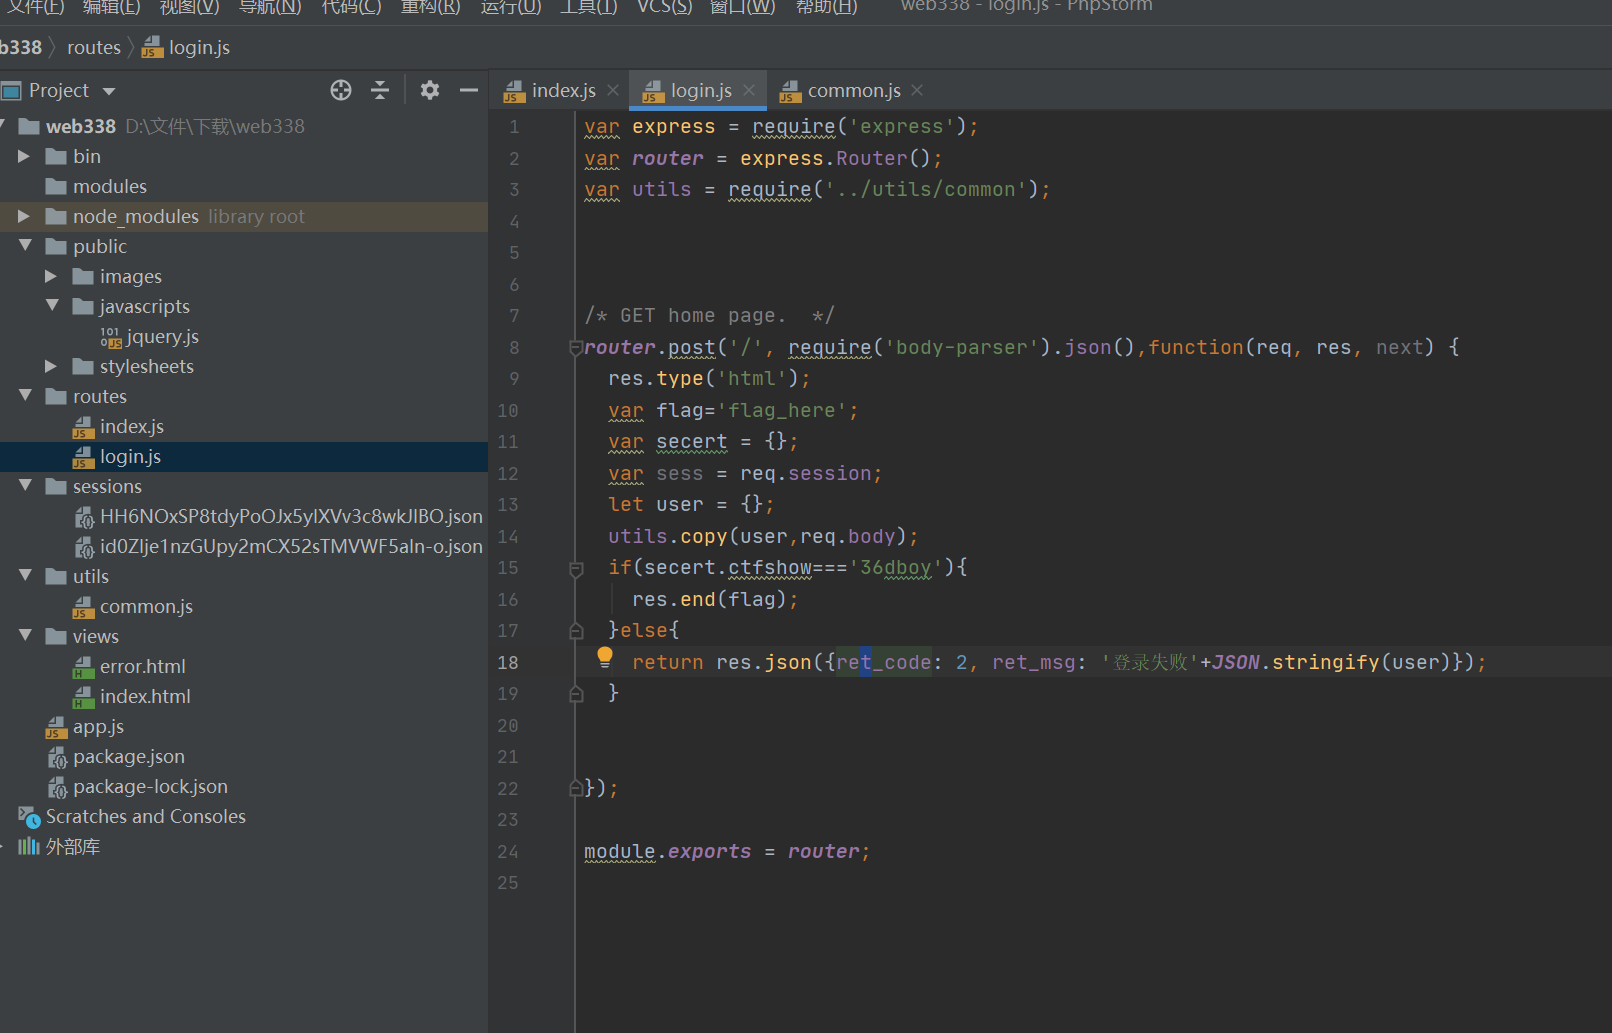 文件(F) 编辑(E) 视图(V) 导航(N) 代码(C) 重构(R) 运行(U) 工具(T) VCS(S) 窗口(W) 帮助(H) web338 - login.js - PhpStorm
b338 routes login.js
Project
index.js login.js common.js
web338 D:\文件\下载\web338
bin
modules
node_modules library root
public
images
javascripts
jquery.js
stylesheets
routes
index.js
login.js
sessions
HH6NOxSP8tdyPoOJx5ylXVv3c8wkJlBO.json
id0Zlje1nzGUpy2mCX52sTMVWF5aln-o.json
utils
common.js
views
error.html
index.html
app.js
package.json
package-lock.json
Scratches and Consoles
外部库
1 var express = require('express');
2 var router = express.Router();
3 var utils = require('../utils/common');
4
5
6
7 /* GET home page.  */
8 router.post('/', require('body-parser').json(),function(req, res, next) {
9   res.type('html');
10   var flag='flag_here';
11   var secert = {};
12   var sess = req.session;
13   let user = {};
14   utils.copy(user,req.body);
15   if(secert.ctfshow==='36dboy'){
16     res.end(flag);
17   }else{
18     return res.json({ret_code: 2, ret_msg: '登录失败'+JSON.stringify(user)});
19   }
20
21
22 });
23
24 module.exports = router;
25